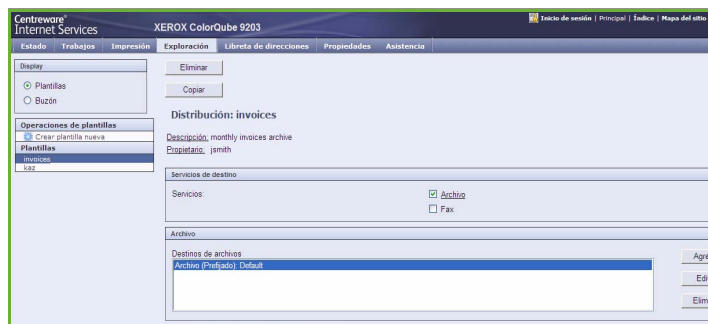 Centreware®
Internet Services
XEROX ColorQube 9203
Inicio de sesión | Principal | Índice | Mapa del sitio
Estado Trabajos Impresión Exploración Libreta de direcciones Propiedades Asistencia
Display
Plantillas
Buzón
Operaciones de plantillas
Crear plantilla nueva
Plantillas
invoices
kaz
Eliminar
Copiar
Distribución: invoices
Descripción: monthly invoices archive
Propietario: jsmith
Servicios de destino
Servicios:
Archivo
Fax
Archivo
Destinos de archivos
Archivo (Prefijado): Default
Agre
Edi
Elim